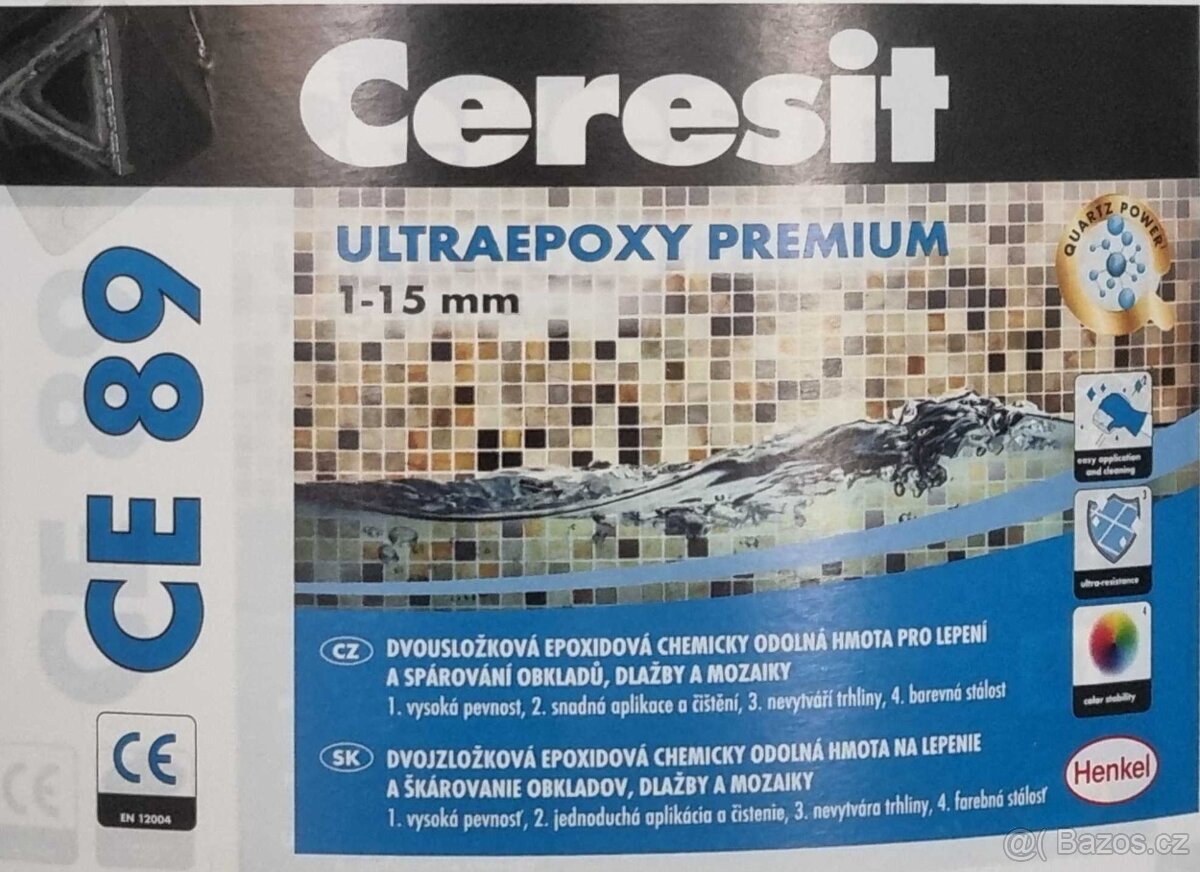 Ceresit
ULTRAEPOXY PREMIUM
1-15 mm
QUARTZ POWER
CE 89
easy application
and cleaning
ultra-resistance
color stability
CZ DVOUSLOŽKOVÁ EPOXIDOVÁ CHEMICKY ODOLNÁ HMOTA PRO LEPENÍ
A SPÁROVÁNÍ OBKLADŮ, DLAŽBY A MOZAIKY
1. vysoká pevnost, 2. snadná aplikace a čištění, 3. nevytváří trhliny, 4. barevná stálost
SK DVOJZLOŽKOVÁ EPOXIDOVÁ CHEMICKY ODOLNÁ HMOTA NA LEPENIE
A ŠKÁROVANIE OBKLADOV, DLAŽBY A MOZAIKY
1. vysoká pevnosť, 2. jednoduchá aplikácia a čistenie, 3. nevytvára trhliny, 4. farebná stálosť
Henkel
CE
EN 12004
@( Bazos.cz